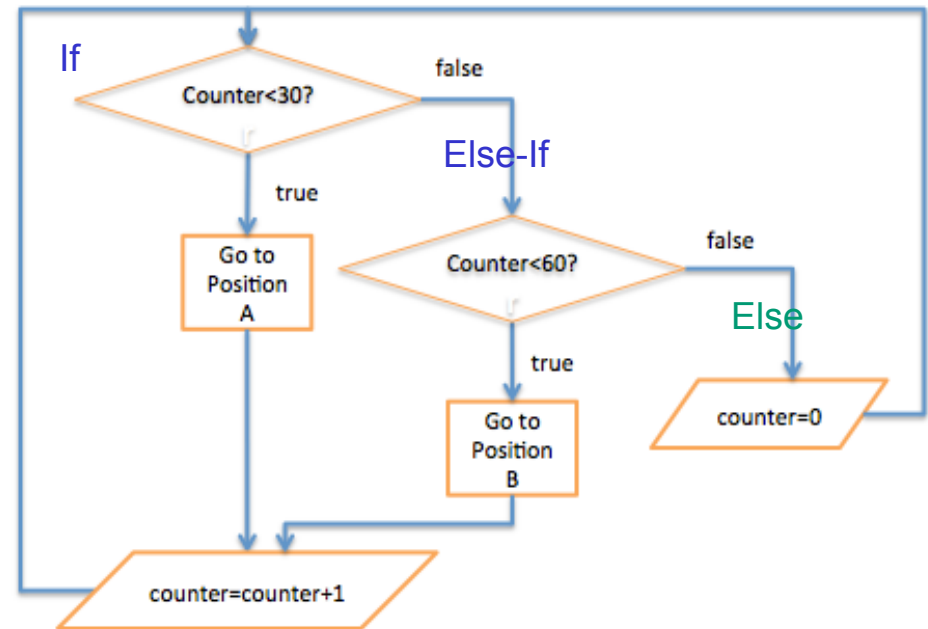 If
Counter<30?
false
Else-If
true
Go to
Position
A
Counter<60?
false
Else
true
Go to
Position
B
counter=0
counter=counter+1